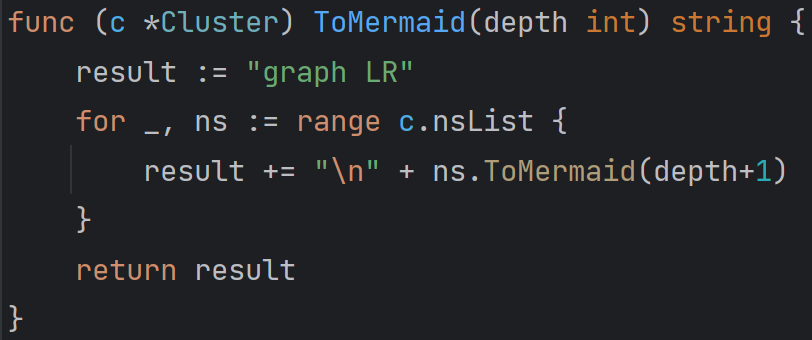 func (c *Cluster) ToMermaid(depth int) string {
    result := "graph LR"
    for _, ns := range c.nsList {
        result += "\n" + ns.ToMermaid(depth+1)
    }
    return result
}